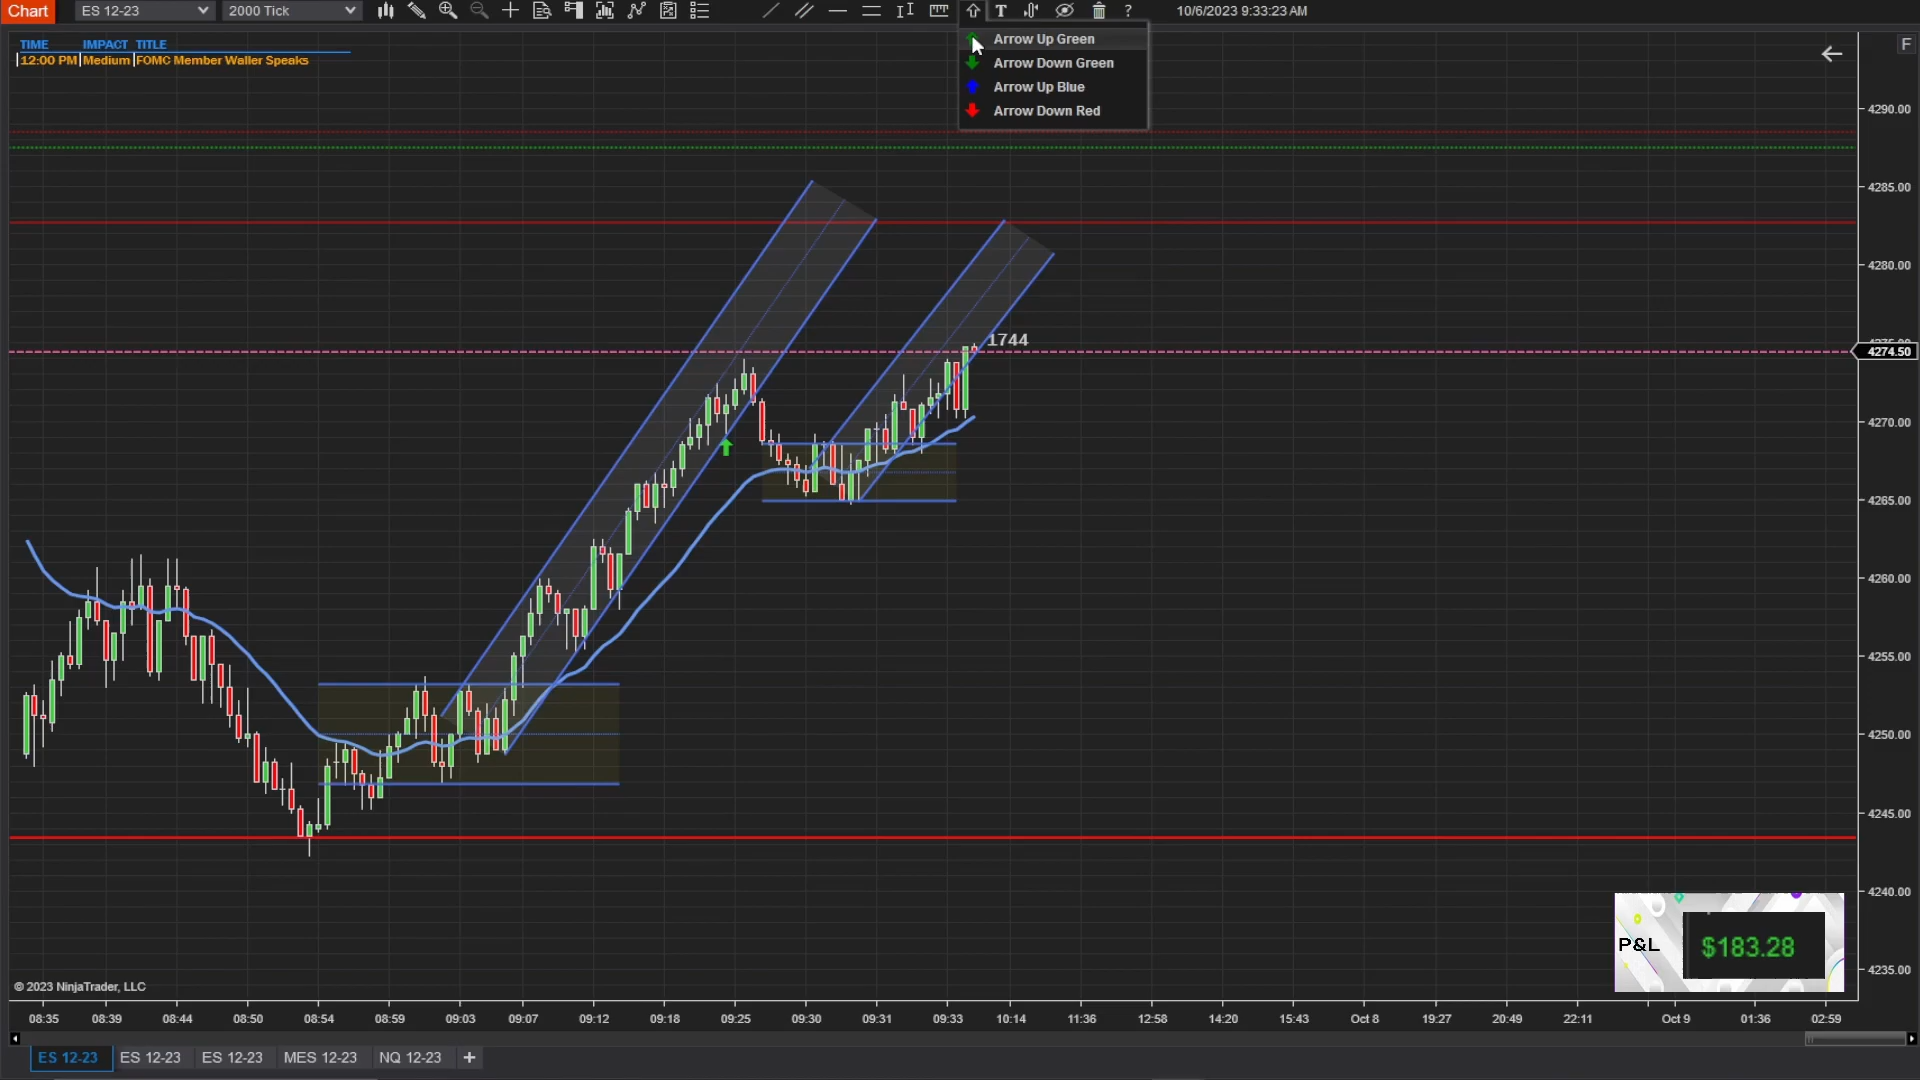 Chart ES 12-23 2000 Tick T ? 10/6/2023 9:33:23 AM
Arrow Up Green
Arrow Down Green
Arrow Up Blue
Arrow Down Red
TIME IMPACT TITLE
12:00 PM Medium FOMC Member Waller Speaks
F
4290.00
4285.00
4280.00
1744
4274.50
4270.00
4265.00
4260.00
4255.00
4250.00
4245.00
4240.00
4235.00
P&L $183.28
© 2023 NinjaTrader, LLC
08:35 08:39 08:44 08:50 08:54 08:59 09:03 09:07 09:12 09:18 09:25 09:30 09:31 09:33 10:14 11:36 12:58 14:20 15:43 Oct 8 19:27 20:49 22:11 Oct 9 01:36 02:59
ES 12-23 ES 12-23 ES 12-23 MES 12-23 NQ 12-23 +